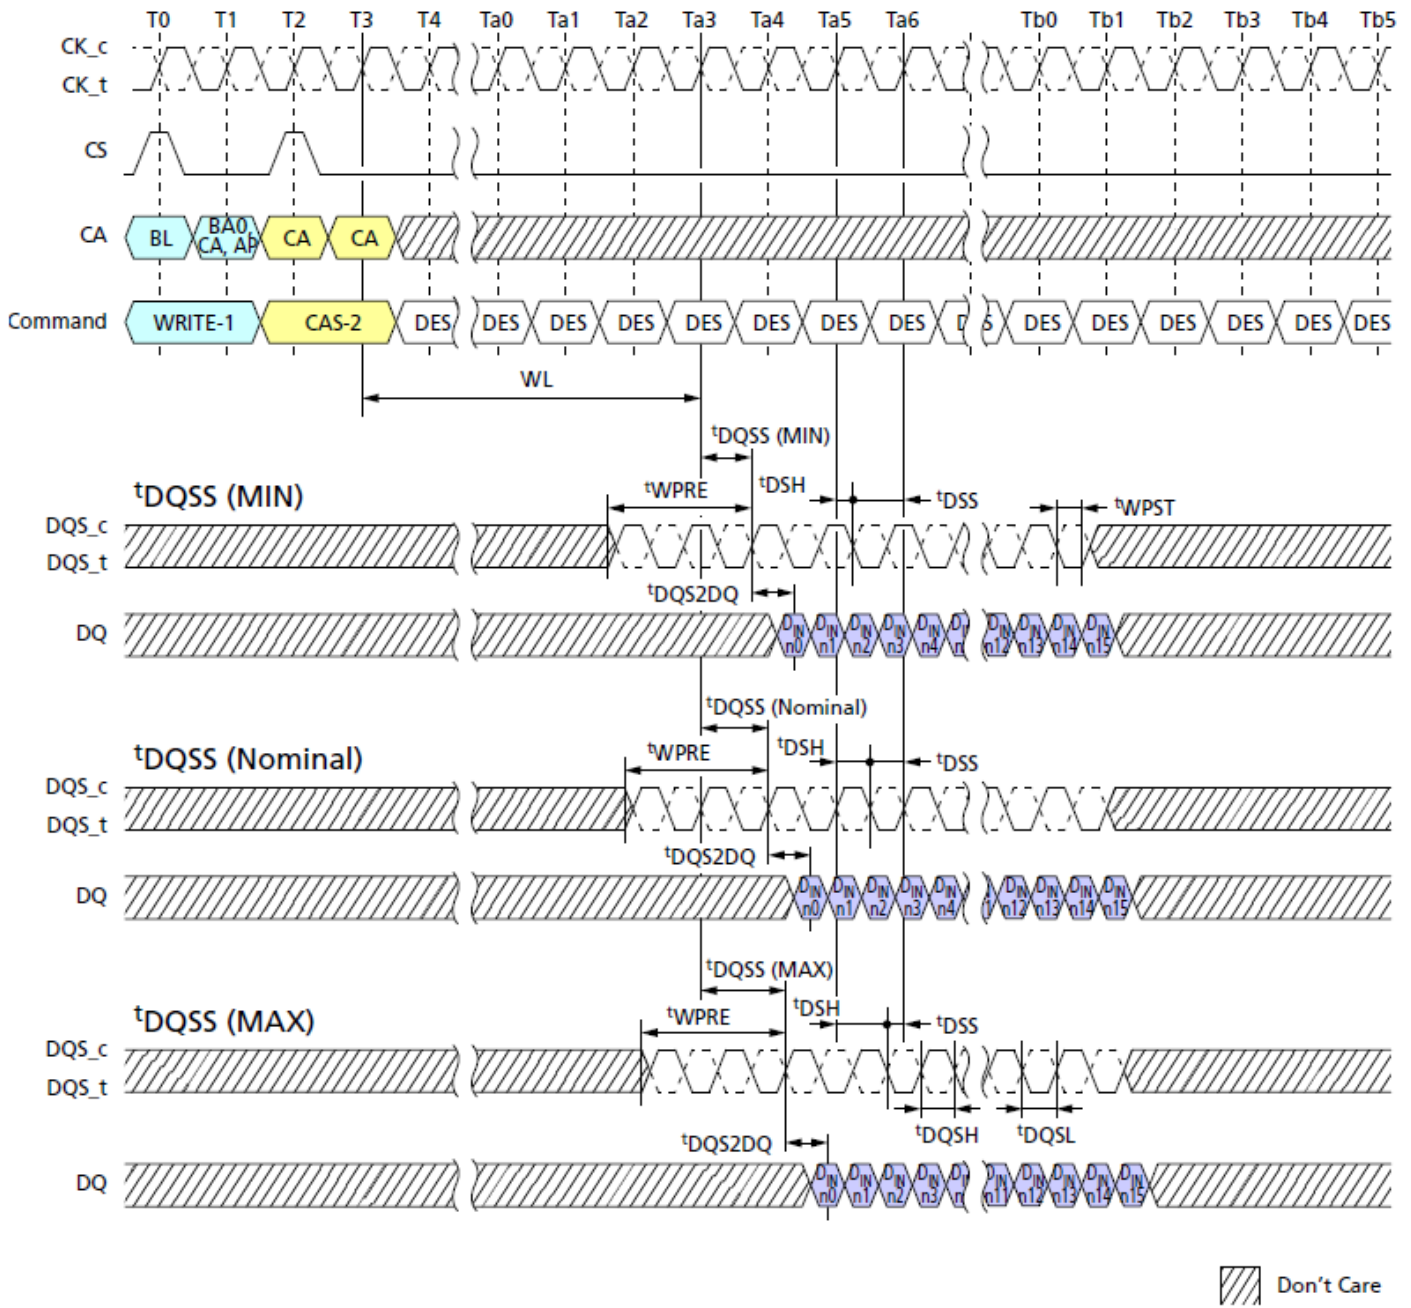 T0 T1 T2 T3 T4 Ta0 Ta1 Ta2 Ta3 Ta4 Ta5 Ta6 Tb0 Tb1 Tb2 Tb3 Tb4 Tb5
CK_c
CK_t
CS
CA BL BA0, CA, AP CA CA
Command WRITE-1 CAS-2 DES DES DES DES DES DES DES DES DES DES DES DES DES DES
WL
tDQSS (MIN)
tDQSS (MIN) tWPRE tDSH tDSS tWPST
DQS_c
DQS_t
tDQS2DQ
DQ DIN n0 DIN n1 DIN n2 DIN n3 DIN n4 DIN n12 DIN n13 DIN n14 DIN n15
tDQSS (Nominal)
tDQSS (Nominal) tWPRE tDSH tDSS
DQS_c
DQS_t
tDQS2DQ
DQ DIN n0 DIN n1 DIN n2 DIN n3 DIN n4 DIN n12 DIN n13 DIN n14 DIN n15
tDQSS (MAX)
tDQSS (MAX) tWPRE tDSH tDSS
DQS_c
DQS_t
tDQSH tDQSL
tDQS2DQ
DQ DIN n0 DIN n1 DIN n2 DIN n3 DIN n11 DIN n12 DIN n13 DIN n14 DIN n15
Don't Care